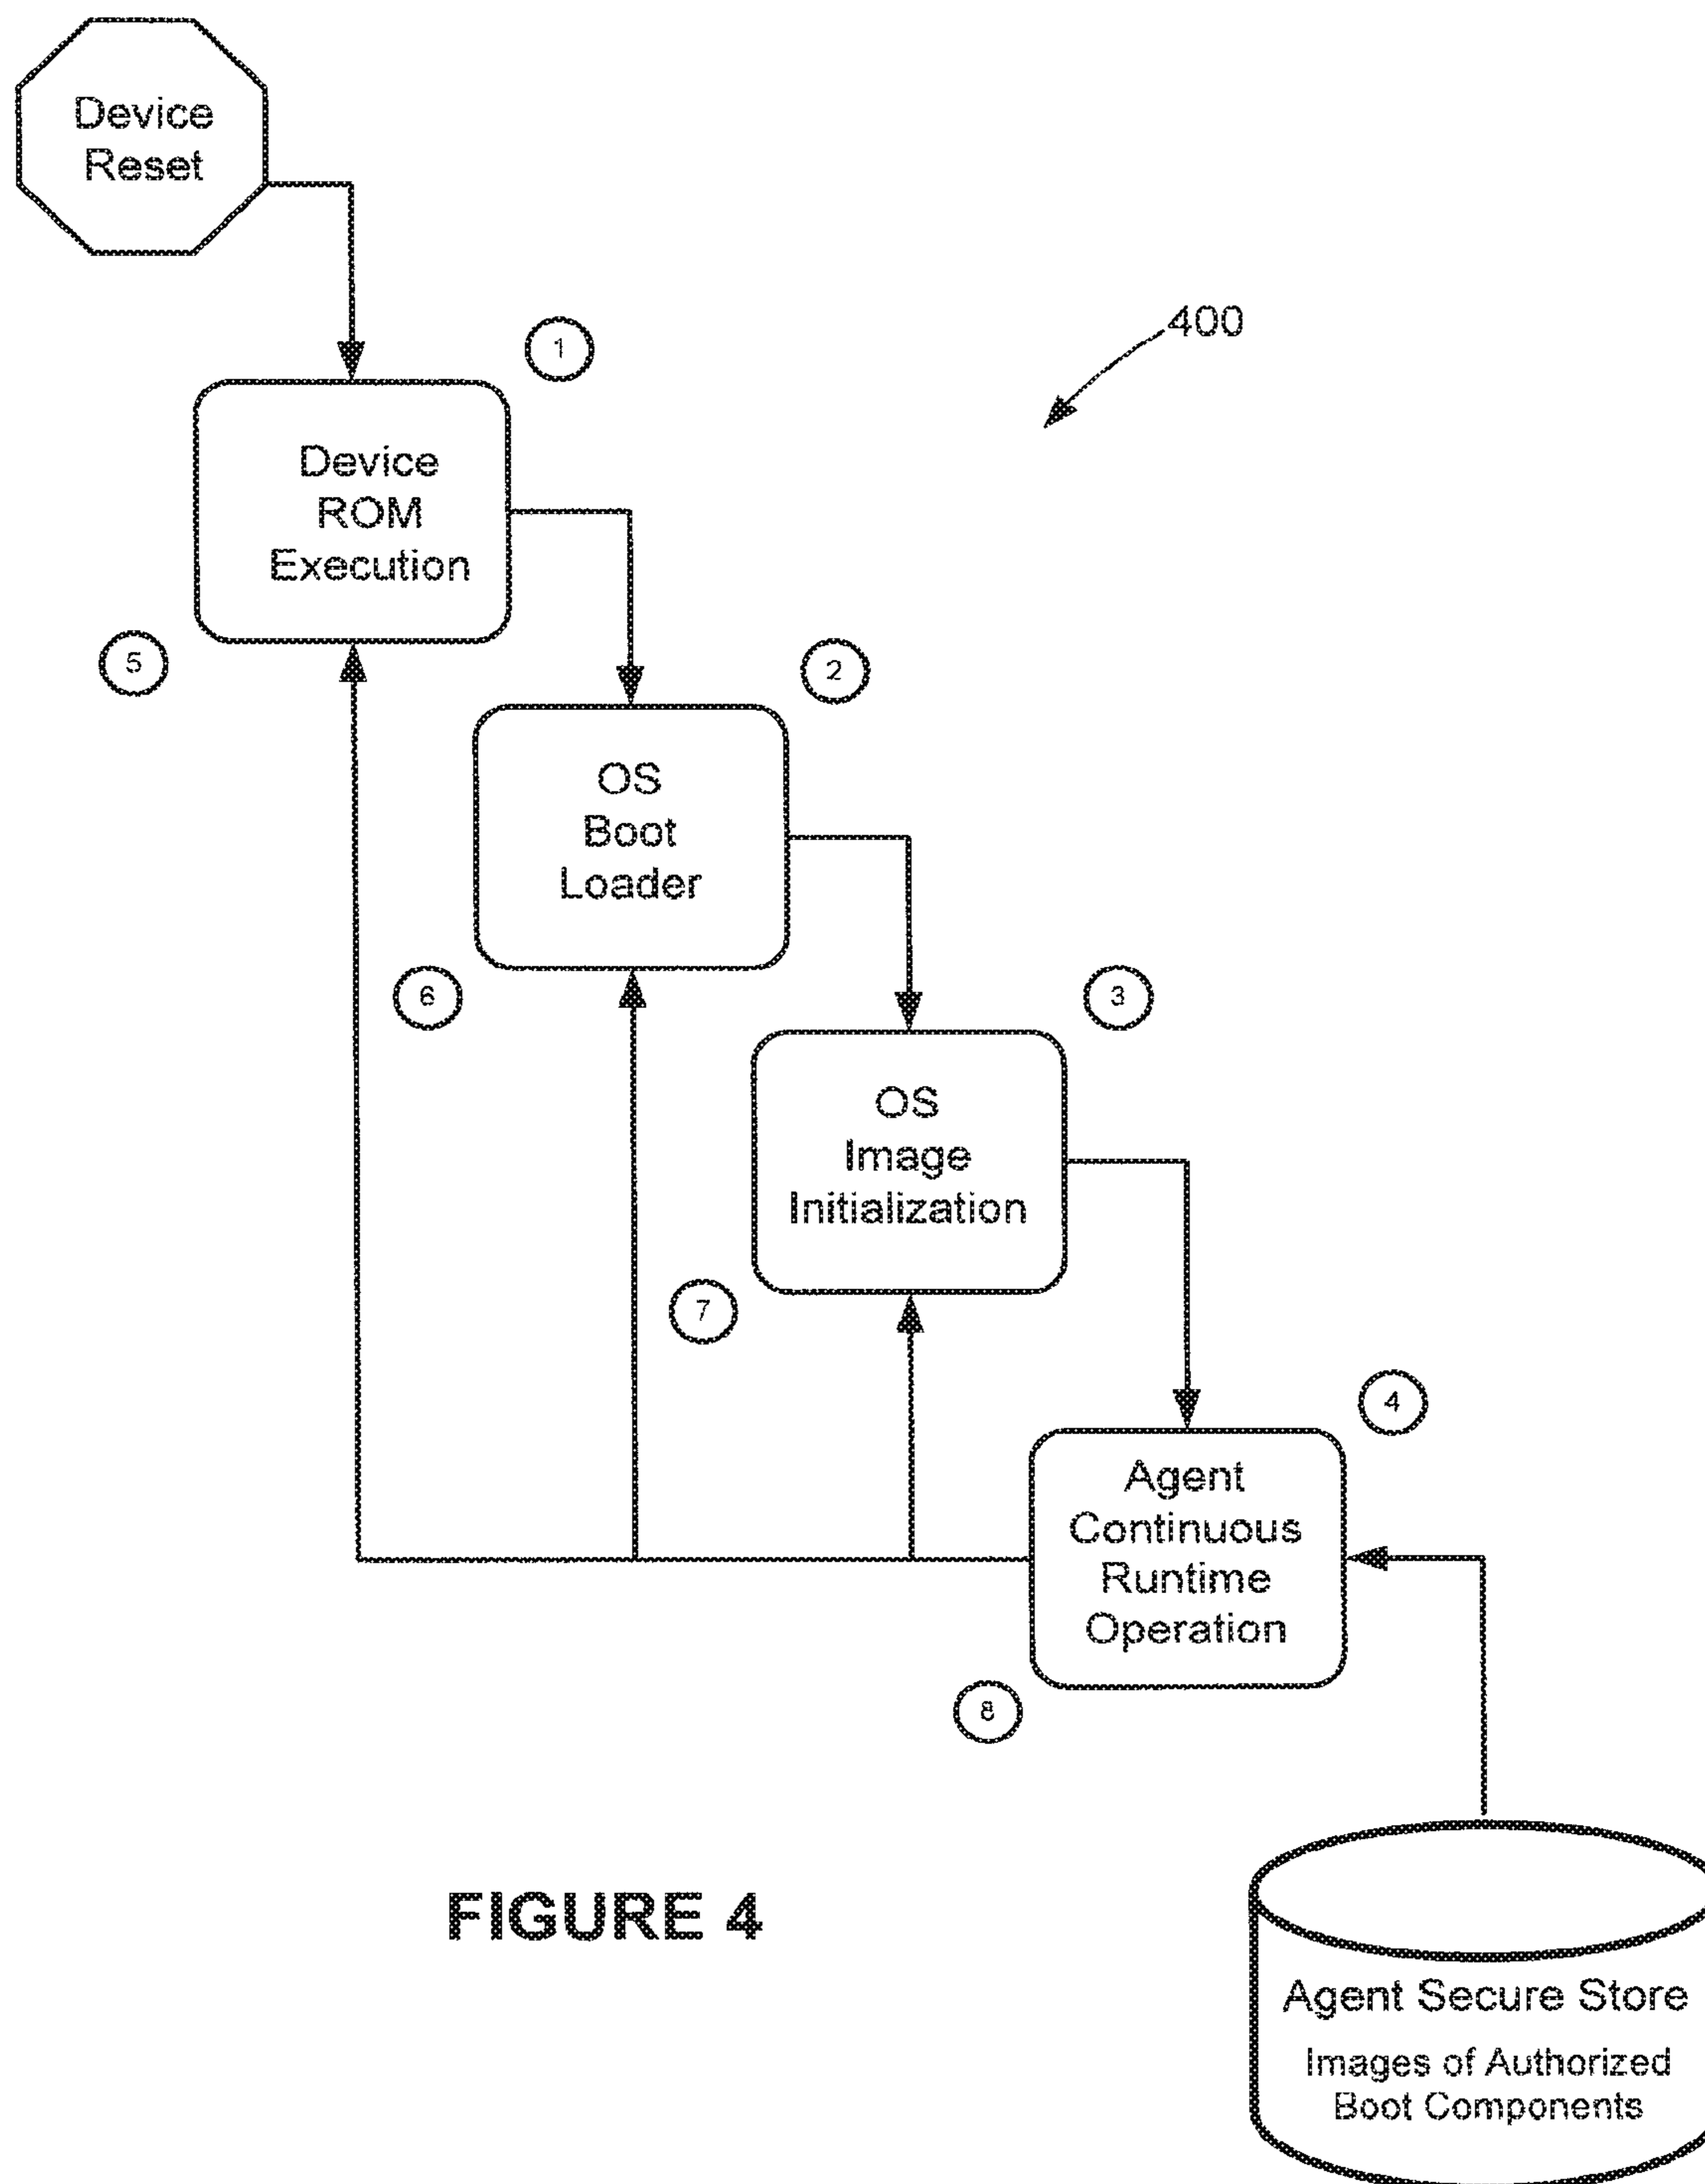 Device
Reset
400
1
Device
ROM
Execution
5
2
OS
Boot
Loader
6
3
OS
Image
Initialization
7
4
Agent
Continuous
Runtime
Operation
8
FIGURE 4
Agent Secure Store
Images of Authorized
Boot Components